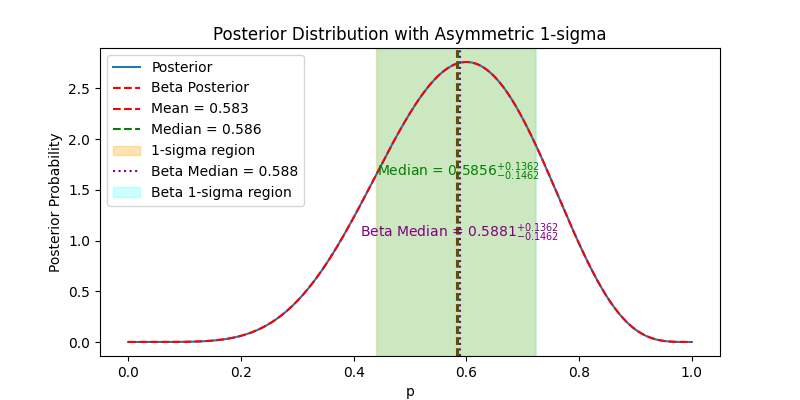 Posterior Distribution with Asymmetric 1-sigma
Posterior
Beta Posterior
Mean = 0.583
Median = 0.586
1-sigma region
Beta Median = 0.588
Beta 1-sigma region
Median = 0.5856+0.1362−0.1462
Beta Median = 0.5881+0.1362−0.1462
Posterior Probability
2.5
2.0
1.5
1.0
0.5
0.0
0.0 0.2 0.4 0.6 0.8 1.0
p